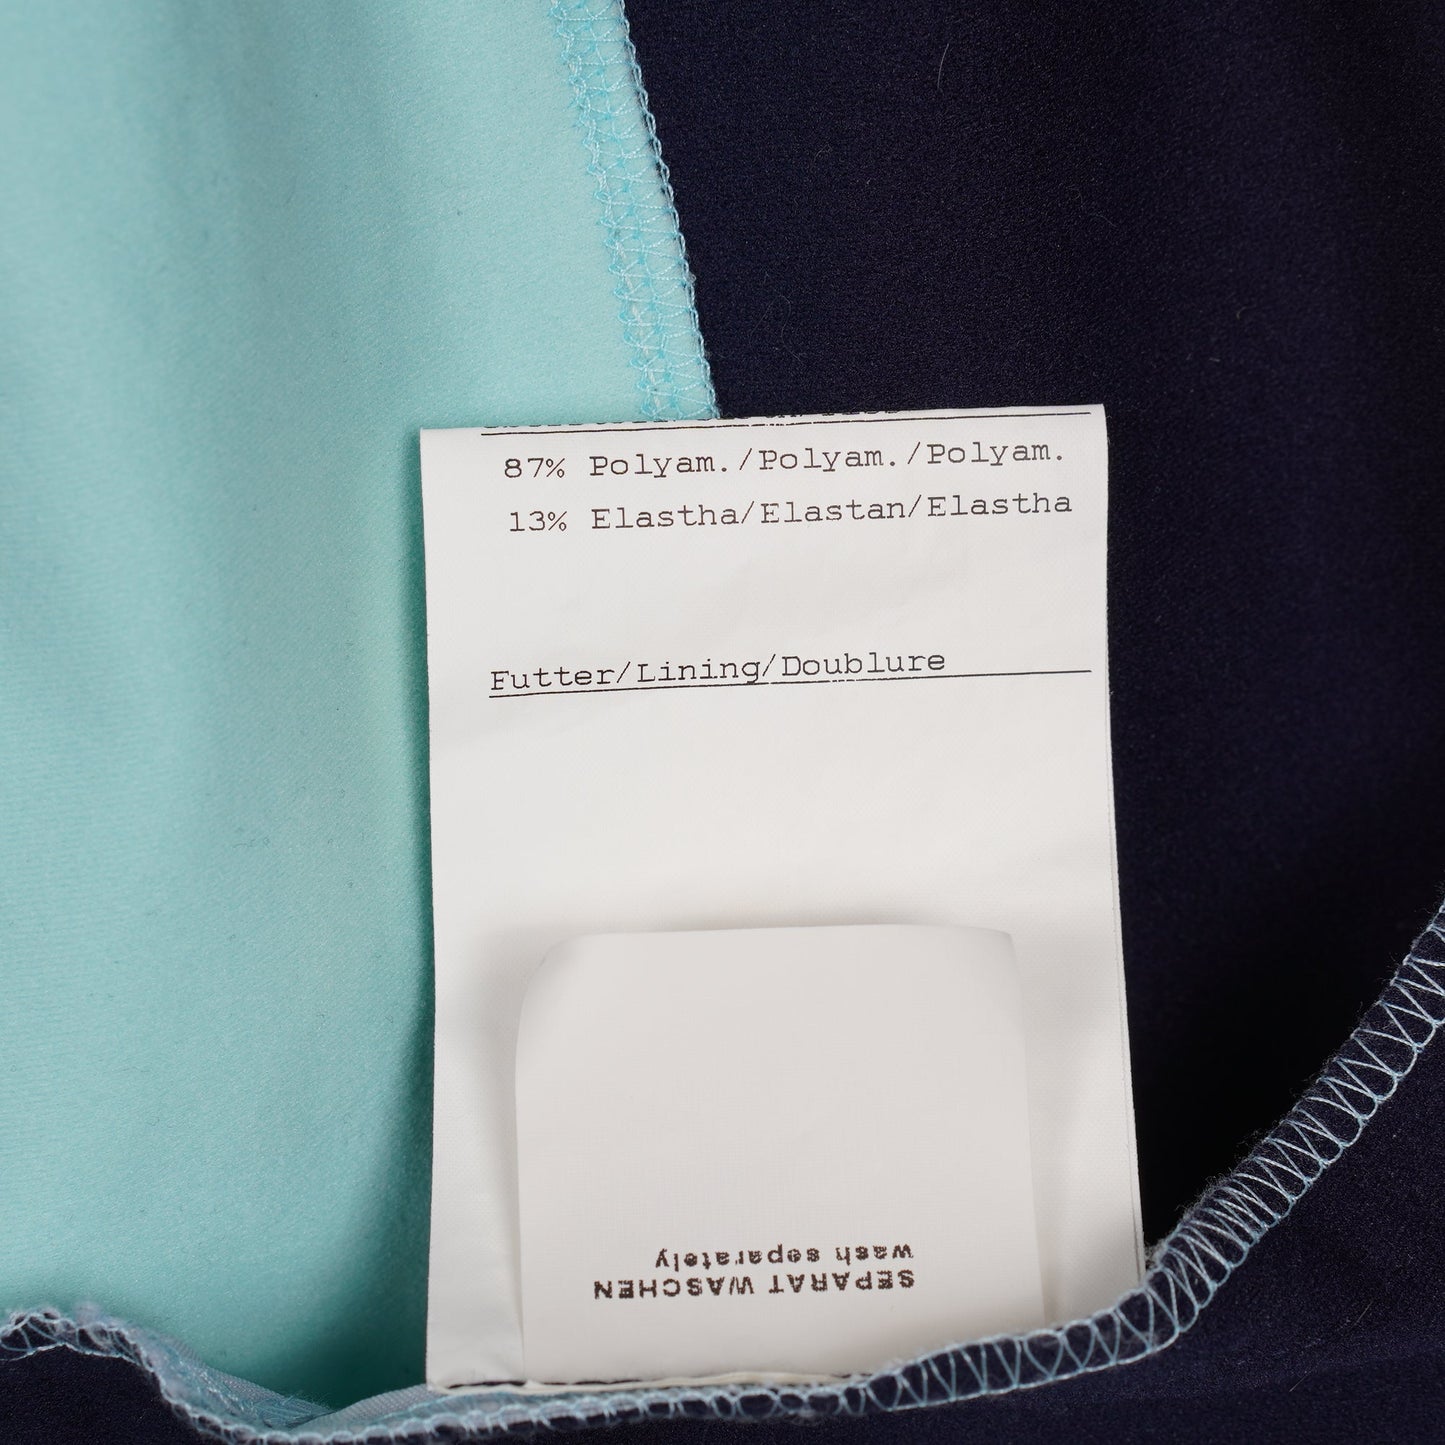 87% Polyam./Polyam./Polyam.
13% Elastha/Elastan/Elastha
Futter/Lining/Doublure
SEPARAT WASCHEN
wash separately